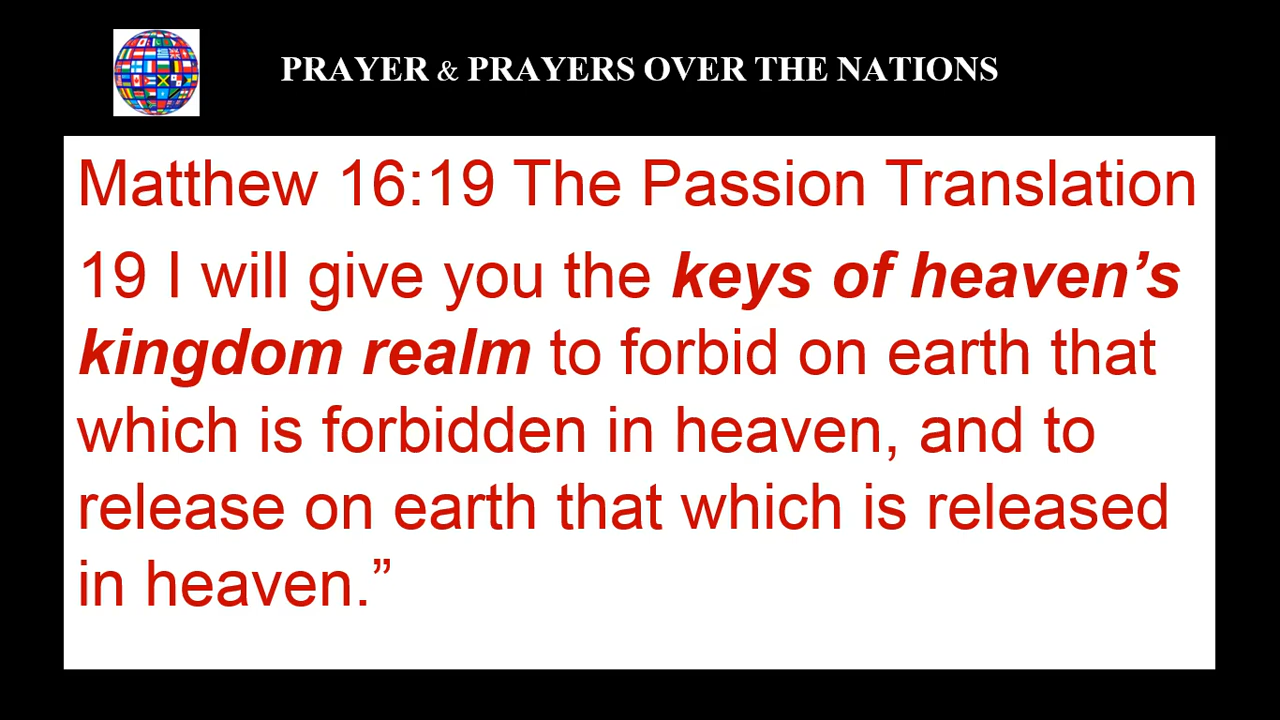 PRAYER & PRAYERS OVER THE NATIONS
Matthew 16:19 The Passion Translation
19 I will give you the keys of heaven’s
kingdom realm to forbid on earth that
which is forbidden in heaven, and to
release on earth that which is released
in heaven.”